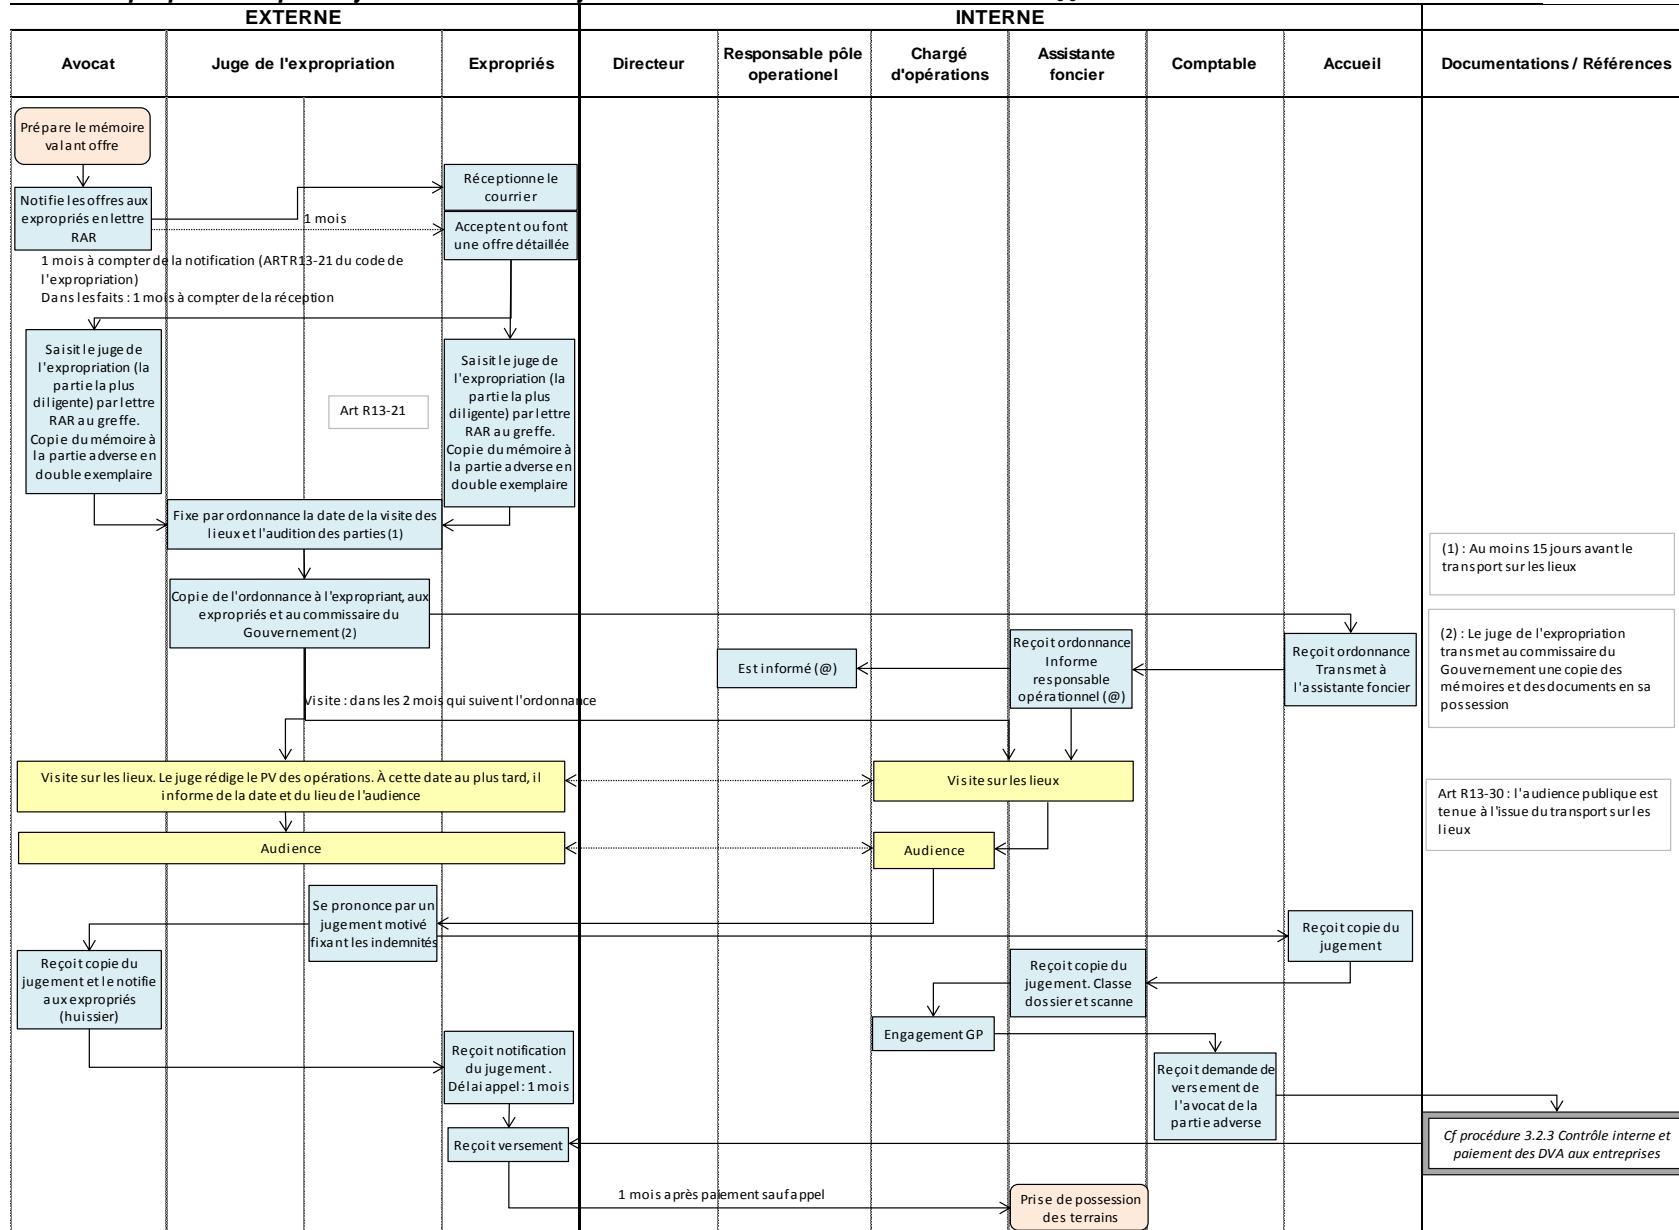 EXTERNE
INTERNE
Avocat
Juge de l'expropriation
Expropriés
Directeur
Responsable pôle
operationel
Chargé
d'opérations
Assistante
foncier
Comptable
Accueil
Documentations / Références
Prépare le mémoire
valant offre
Notifie les offres aux
expropriés en lettre
RAR
Réceptionne le
courrier
1 mois
Acceptent ou font
une offre détaillée
1 mois à compter de la notification (ART R13-21 du code de
l'expropriation)
Dans les faits : 1 mois à compter de la réception
Saisit le juge de
l'expropriation (la
partie la plus
diligente) par lettre
RAR au greffe.
Copie du mémoire à
la partie adverse en
double exemplaire
Art R13-21
Saisit le juge de
l'expropriation (la
partie la plus
diligente) par lettre
RAR au greffe.
Copie du mémoire à
la partie adverse en
double exemplaire
Fixe par ordonnance la date de la visite des
lieux et l'audition des parties (1)
(1) : Au moins 15 jours avant le
transport sur les lieux
Copie de l'ordonnance à l'expropriant, aux
expropriés et au commissaire du
Gouvernement (2)
Est informé (@)
Reçoit ordonnance
Informe
responsable
opérationnel (@)
Reçoit ordonnance
Transmet à
l'assistante foncier
(2) : Le juge de l'expropriation
transmet au commissaire du
Gouvernement une copie des
mémoires et des documents en sa
possession
Visite : dans les 2 mois qui suivent l'ordonnance
Visite sur les lieux. Le juge rédige le PV des opérations. À cette date au plus tard, il
informe de la date et du lieu de l'audience
Visite sur les lieux
Art R13-30 : l'audience publique est
tenue à l'issue du transport sur les
lieux
Audience
Audience
Se prononce par un
jugement motivé
fixant les indemnités
Reçoit copie du
jugement
Reçoit copie du
jugement et le notifie
aux expropriés
(huissier)
Reçoit copie du
jugement. Classe
dossier et scanne
Engagement GP
Reçoit notification
du jugement .
Délai appel : 1 mois
Reçoit demande de
versement de
l'avocat de la
partie adverse
Reçoit versement
Cf procédure 3.2.3 Contrôle interne et
paiement des DVA aux entreprises
1 mois après paiement sauf appel
Prise de possession
des terrains